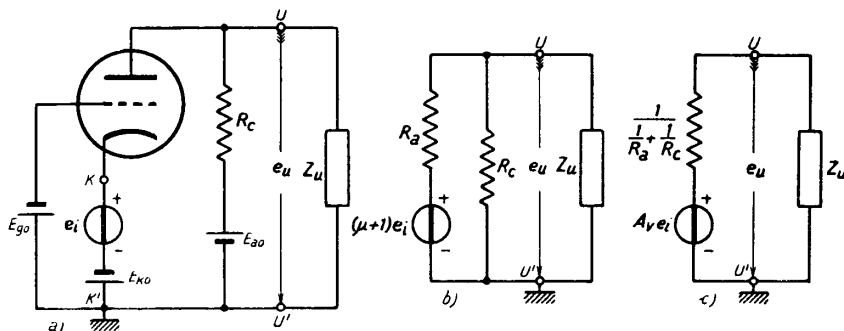 U
R_c
e_u
Z_u
K
E_go
e_i
+
-
E_ao
E_KO
K'
U'
a)
U
R_a
R_c
e_u
Z_u
(μ+1)e_i
+
-
U'
b)
U
1
1/R_a + 1/R_c
e_u
Z_u
A_v e_i
+
-
U'
c)